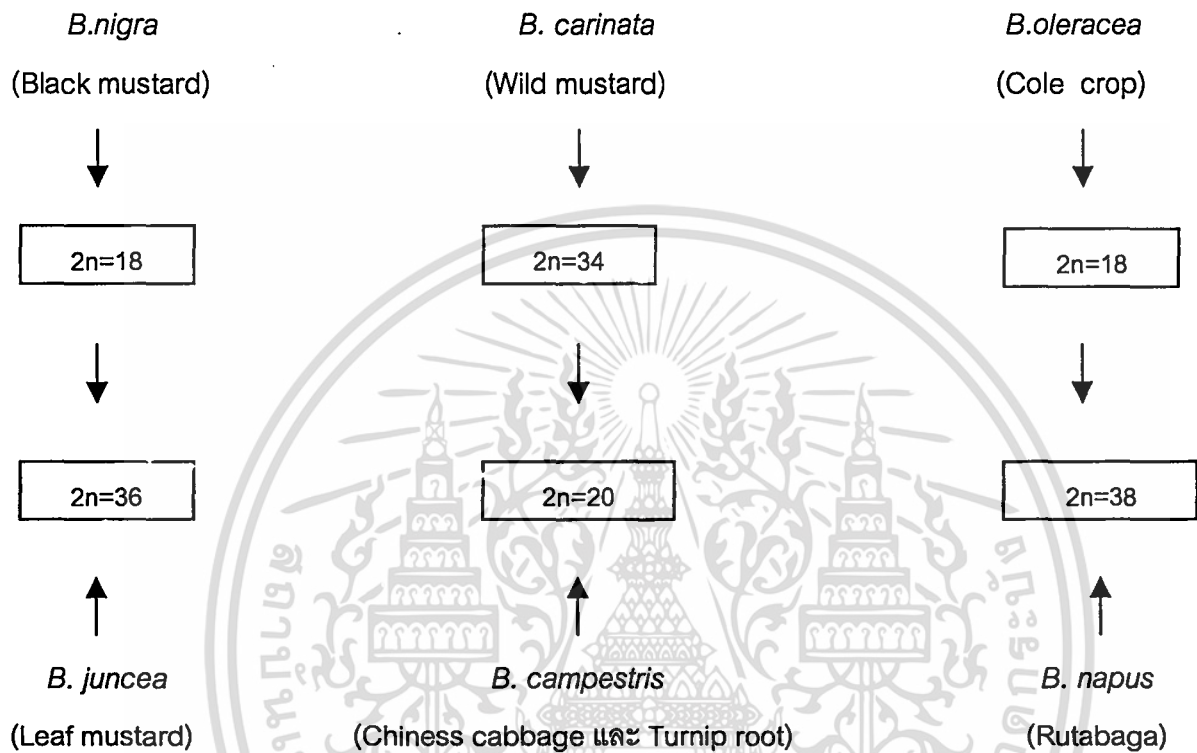 B.nigra B. carinata B.oleracea
(Black mustard) (Wild mustard) (Cole crop)
2n=18 2n=34 2n=18
2n=36 2n=20 2n=38
B. juncea B. campestris B. napus
(Leaf mustard) (Chiness cabbage และ Turnip root) (Rutabaga)